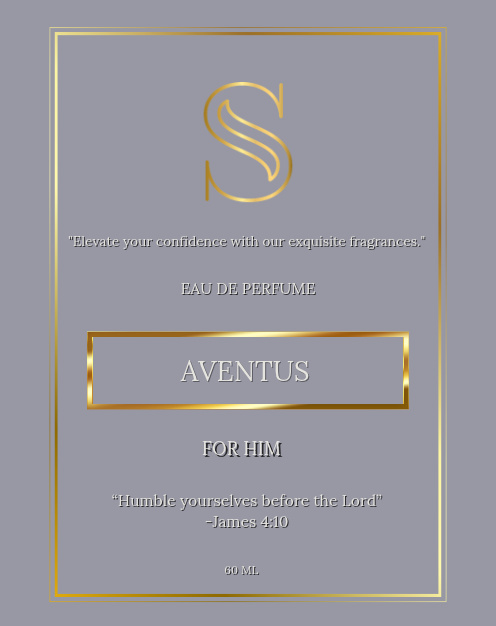 S
"Elevate your confidence with our exquisite fragrances."
EAU DE PERFUME
AVENTUS
FOR HIM
“Humble yourselves before the Lord”
-James 4:10
60 ML